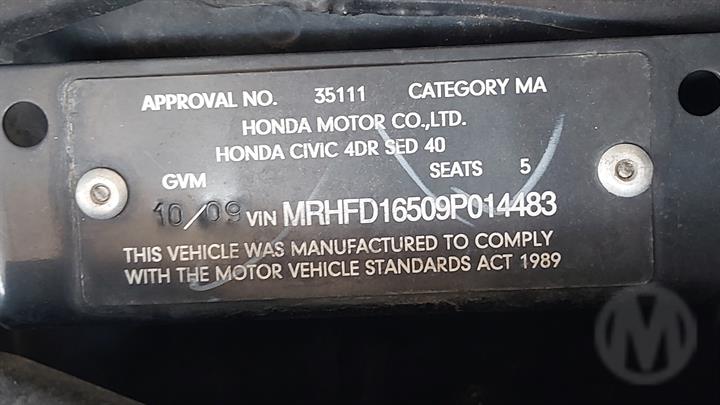 APPROVAL NO. 35111 CATEGORY MA
HONDA MOTOR CO.,LTD.
HONDA CIVIC 4DR SED 40
GVM SEATS 5
10/09 VIN MRHFD16509P014483
THIS VEHICLE WAS MANUFACTURED TO COMPLY
WITH THE MOTOR VEHICLE STANDARDS ACT 1989
M